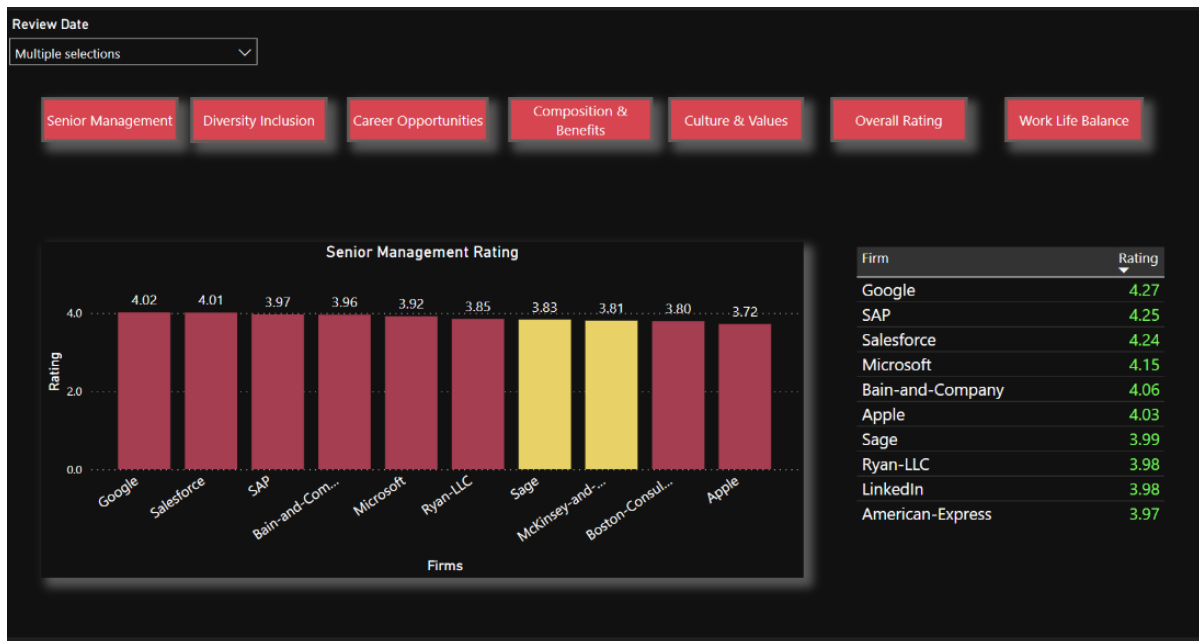 Review Date
Multiple selections
Senior Management
Diversity Inclusion
Career Opportunities
Composition &
Benefits
Culture & Values
Overall Rating
Work Life Balance
Senior Management Rating
Rating
4.0
2.0
0.0
4.02
4.01
3.97
3.96
3.92
3.85
3.83
3.81
3.80
3.72
Google
Salesforce
SAP
Bain-and-Com...
Microsoft
Ryan-LLC
Sage
McKinsey-and-...
Boston-Consul...
Apple
Firms
Firm Rating
Google 4.27
SAP 4.25
Salesforce 4.24
Microsoft 4.15
Bain-and-Company 4.06
Apple 4.03
Sage 3.99
Ryan-LLC 3.98
LinkedIn 3.98
American-Express 3.97